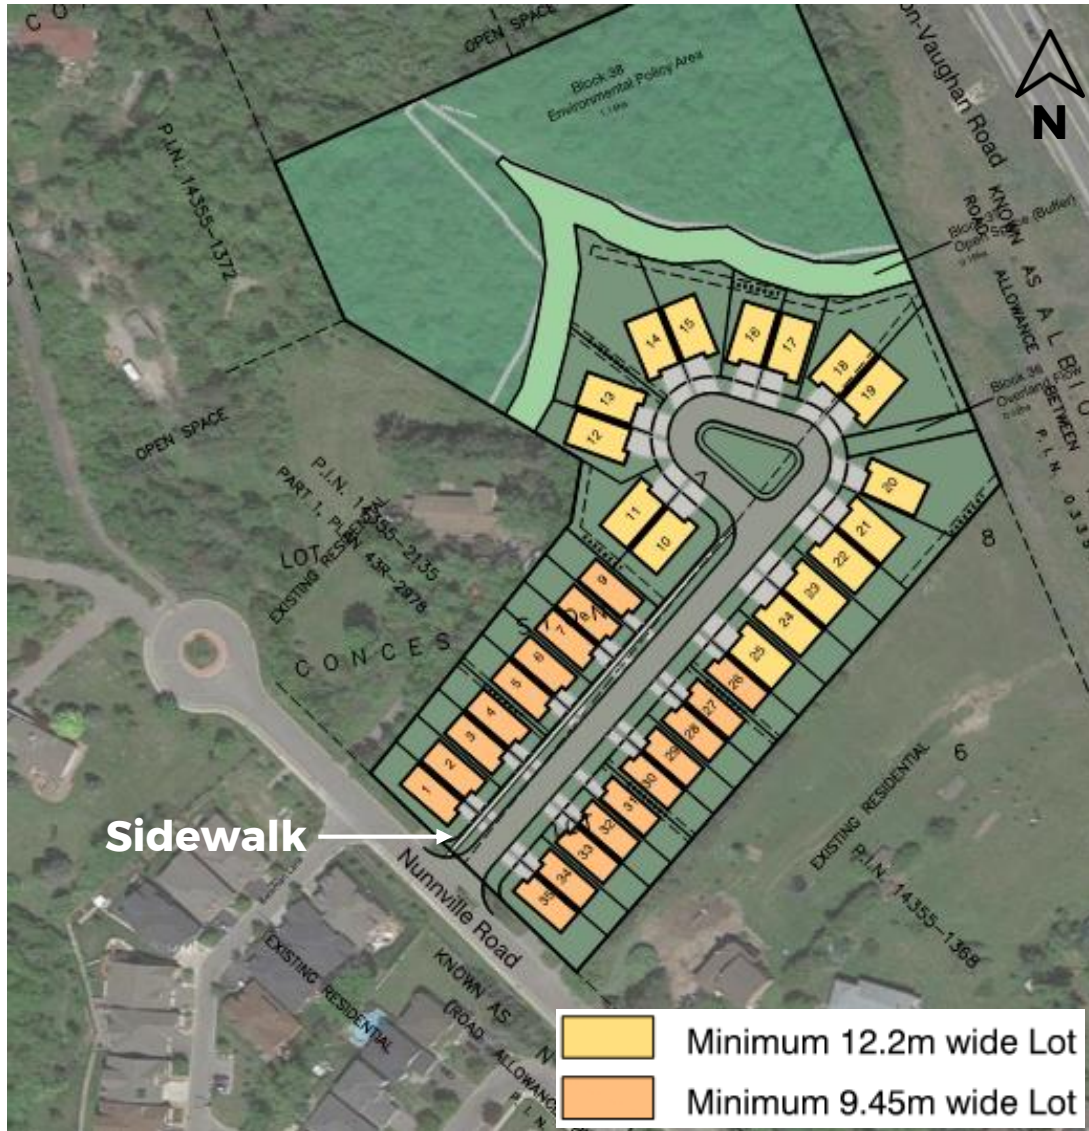 OPEN SPACE
Block 38
Environmental Policy Area
on-Vaughan Road
N
P.I.N. 14355-1372
KNOWN AS ALBIO
ROAD ALLOWANCE BETWEEN
P.I.N. 033
(Buffer)
Open
Block 36
14
15
16
17
18
19
13
12
20
11
10
21
22
23
24
25
9
8
7
6
5
4
3
2
1
26
27
28
29
30
31
32
33
34
35
OPEN SPACE
P.I.N. 14355-2135
PART 1, PLAN 43R-2978
LOT
EXISTING RESIDENTIAL
CONCES
8
6
EXISTING RESIDENTIAL
P.I.N. 14355-1368
Sidewalk
Nunnville Road
EXISTING RESIDENTIAL
KNOWN AS
(ROAD ALLOWANC
N
P.I.N.
Minimum 12.2m wide Lot
Minimum 9.45m wide Lot